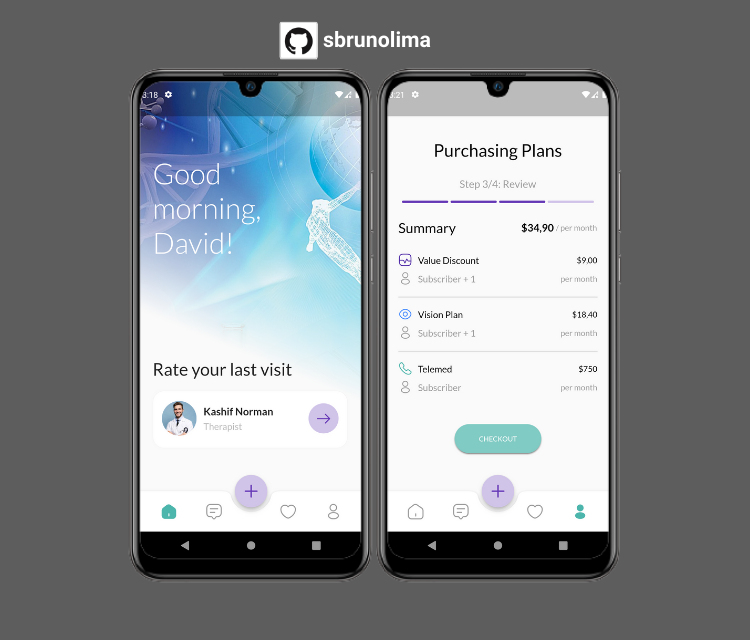 sbrunolima
3:18
Good
morning,
David!
Rate your last visit
Kashif Norman
Therapist
:21
Purchasing Plans
Step 3/4: Review
Summary $34,90 / per month
Value Discount $9,00
Subscriber + 1 per month
Vision Plan $18,40
Subscriber + 1 per month
Telemed $750
Subscriber per month
CHECKOUT